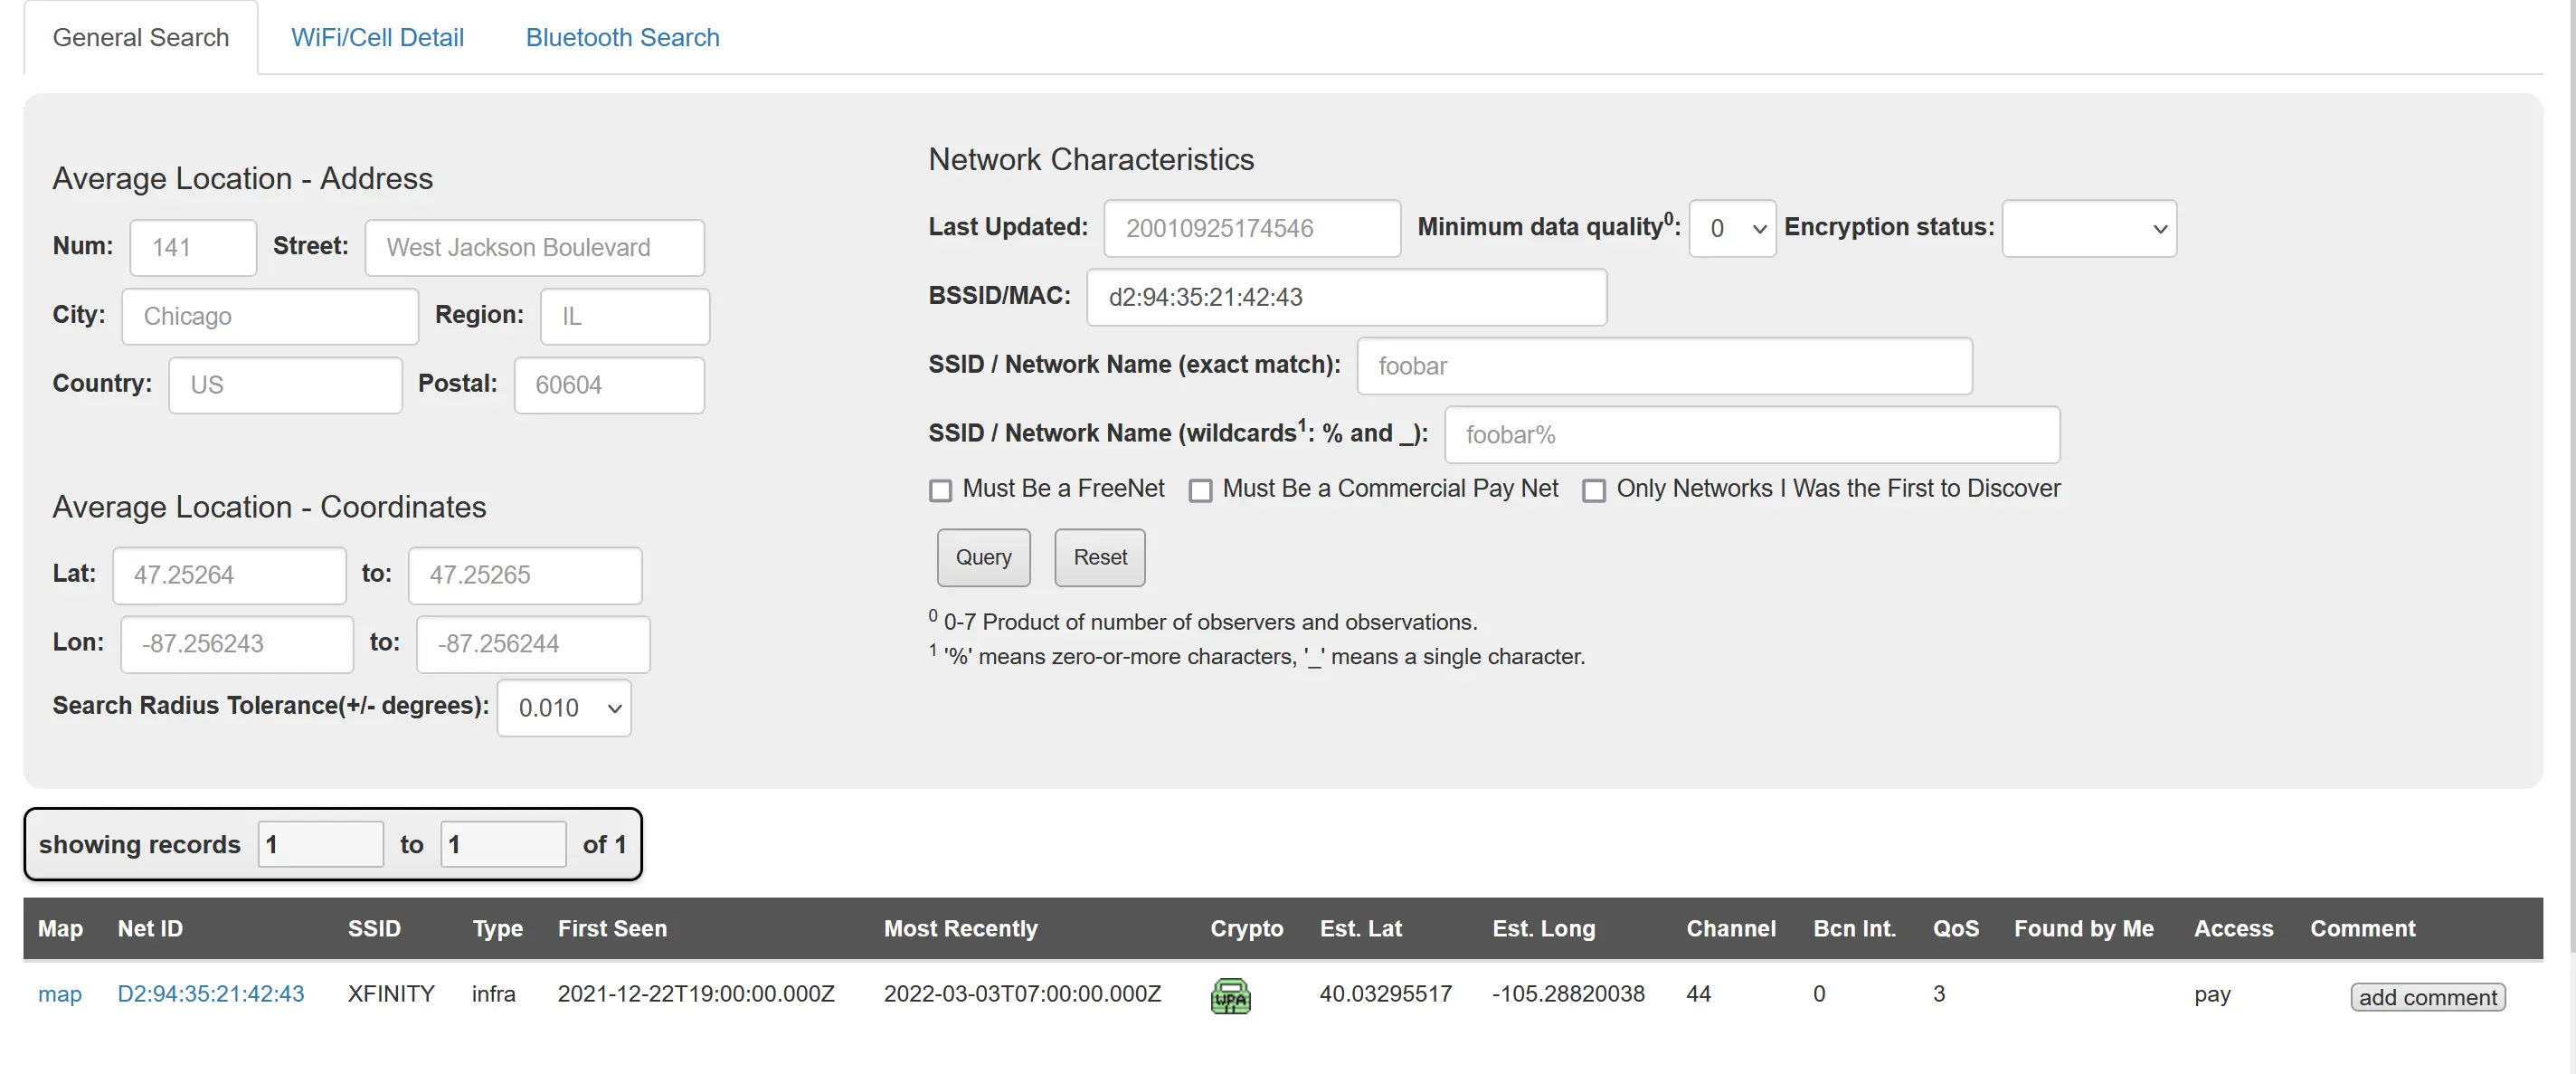 General Search WiFi/Cell Detail Bluetooth Search
Average Location - Address
Num: 141 Street: West Jackson Boulevard
City: Chicago Region: IL
Country: US Postal: 60604
Average Location - Coordinates
Lat: 47.25264 to: 47.25265
Lon: -87.256243 to: -87.256244
Search Radius Tolerance(+/- degrees): 0.010
Network Characteristics
Last Updated: 20010925174546 Minimum data quality0: 0 Encryption status:
BSSID/MAC: d2:94:35:21:42:43
SSID / Network Name (exact match): foobar
SSID / Network Name (wildcards1: % and _): foobar%
Must Be a FreeNet Must Be a Commercial Pay Net Only Networks I Was the First to Discover
Query Reset
0 0-7 Product of number of observers and observations.
1 '%' means zero-or-more characters, '_' means a single character.
showing records 1 to 1 of 1
Map Net ID SSID Type First Seen Most Recently Crypto Est. Lat Est. Long Channel Bcn Int. QoS Found by Me Access Comment
map D2:94:35:21:42:43 XFINITY infra 2021-12-22T19:00:00.000Z 2022-03-03T07:00:00.000Z WPA II 40.03295517 -105.28820038 44 0 3 pay add comment